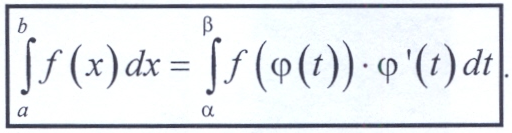 ∫_a^b f(x)dx = ∫_α^β f(φ(t))·φ'(t)dt.